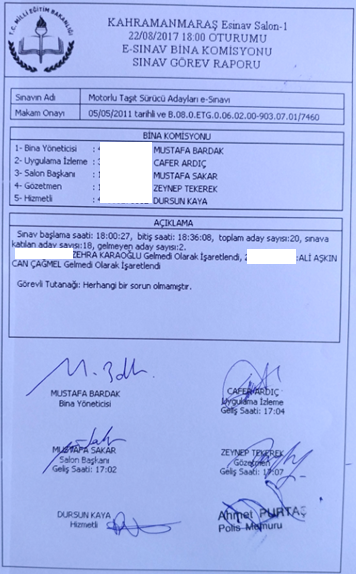 T.C. MİLLİ EĞİTİM BAKANLIĞI
KAHRAMANMARAŞ Esinav Salon-1
22/08/2017 18:00 OTURUMU
E-SINAV BİNA KOMİSYONU
SINAV GÖREV RAPORU
Sınavın Adı Motorlu Taşıt Sürücü Adayları e-Sınavı
Makam Onayı 05/05/2011 tarihli ve B.08.0.ETG.0.06.02.00-903.07.01/7460
BİNA KOMİSYONU
1- Bina Yöneticisi : MUSTAFA BARDAK
2- Uygulama İzleme : CAFER ARDIÇ
3- Salon Başkanı : MUSTAFA SAKAR
4- Gözetmen : ZEYNEP TEKEREK
5- Hizmetli : DURSUN KAYA
AÇIKLAMA
Sınav başlama saati: 18:00:27, bitiş saati: 18:36:08, toplam aday sayısı:20, sınava
katılan aday sayısı:18, gelmeyen aday sayısı:2.
ZEHRA KARAOĞLU Gelmedi Olarak İşaretlendi, 2 :ALİ AŞKIN
CAN ÇAĞMEL Gelmedi Olarak İşaretlendi
Görevli Tutanağı: Herhangi bir sorun olmamıştır.
MUSTAFA BARDAK
Bina Yöneticisi
CAFER ARDIÇ
Uygulama İzleme
Geliş Saati: 17:04
MUSTAFA SAKAR
Salon Başkanı
Geliş Saati: 17:02
ZEYNEP TEKEREK
Gözetmen
Geliş Saati: 17:07
DURSUN KAYA
Hizmetli
Ahmet PURTAŞ
Polis Memuru